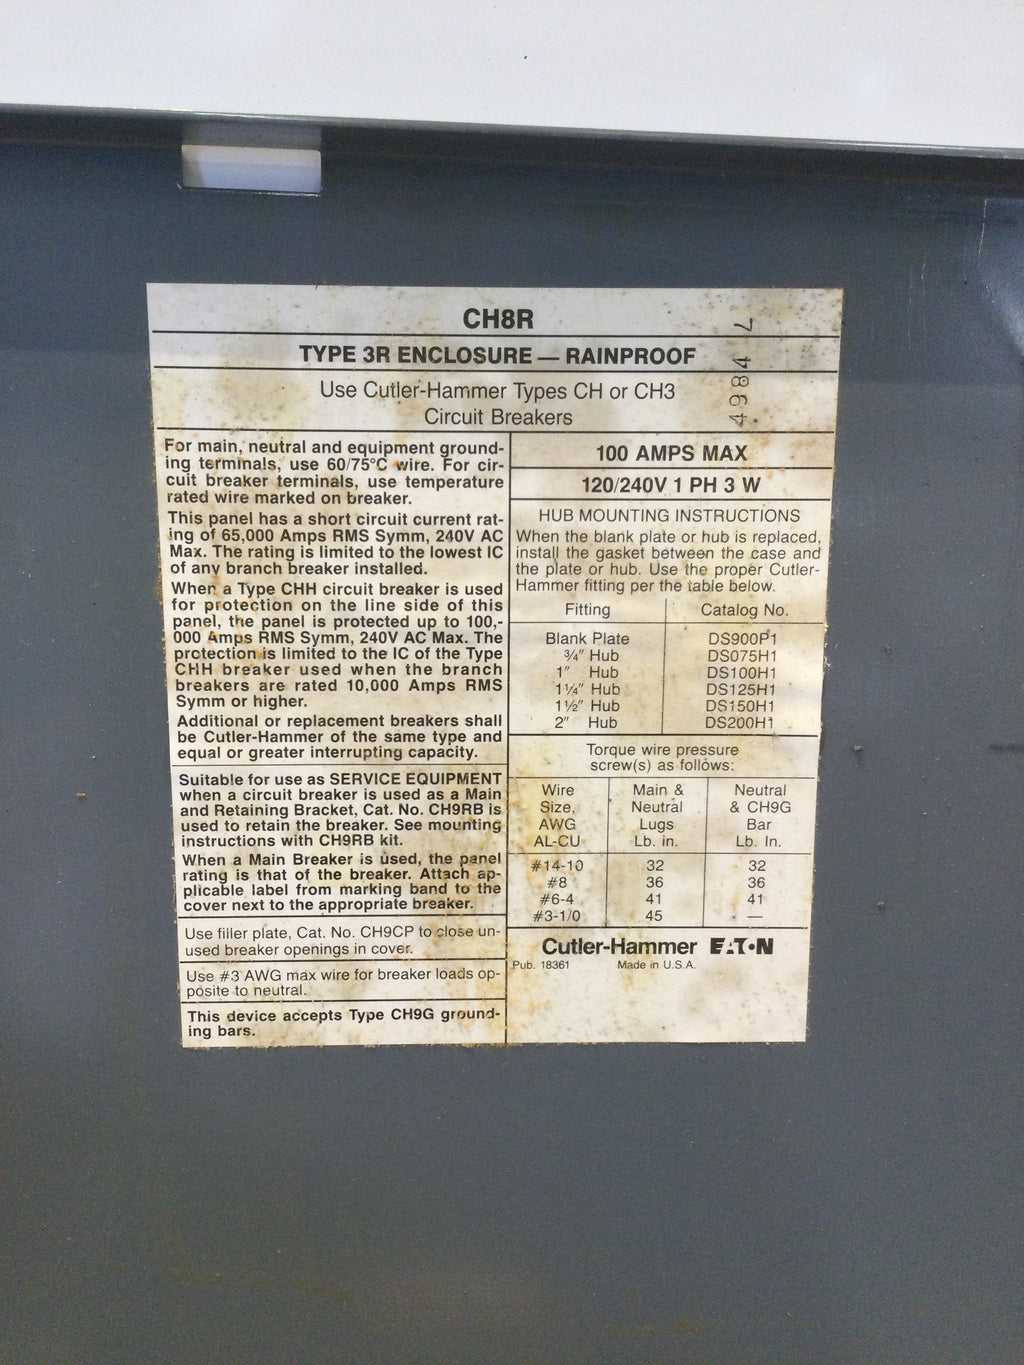 CH8R
4984 7
TYPE 3R ENCLOSURE — RAINPROOF
Use Cutler-Hammer Types CH or CH3
Circuit Breakers
For main, neutral and equipment ground-
ing terminals, use 60/75°C wire. For cir-
cuit breaker terminals, use temperature
rated wire marked on breaker.
This panel has a short circuit current rat-
ing of 65,000 Amps RMS Symm, 240V AC
Max. The rating is limited to the lowest IC
of any branch breaker installed.
When a Type CHH circuit breaker is used
for protection on the line side of this
panel, the panel is protected up to 100,-
000 Amps RMS Symm, 240V AC Max. The
protection is limited to the IC of the Type
CHH breaker used when the branch
breakers are rated 10,000 Amps RMS
Symm or higher.
Additional or replacement breakers shall
be Cutler-Hammer of the same type and
equal or greater interrupting capacity.
Suitable for use as SERVICE EQUIPMENT
when a circuit breaker is used as a Main
and Retaining Bracket, Cat. No. CH9RB is
used to retain the breaker. See mounting
instructions with CH9RB kit.
When a Main Breaker is used, the panel
rating is that of the breaker. Attach ap-
plicable label from marking band to the
cover next to the appropriate breaker.
Use filler plate, Cat. No. CH9CP to close un-
used breaker openings in cover.
Use #3 AWG max wire for breaker loads op-
posite to neutral.
This device accepts Type CH9G ground-
ing bars.
100 AMPS MAX
120/240V 1 PH 3 W
HUB MOUNTING INSTRUCTIONS
When the blank plate or hub is replaced,
install the gasket between the case and
the plate or hub. Use the proper Cutler-
Hammer fitting per the table below.
Fitting Catalog No.
Blank Plate DS900P1
¾" Hub DS075H1
1" Hub DS100H1
1¼" Hub DS125H1
1½" Hub DS150H1
2" Hub DS200H1
Torque wire pressure
screw(s) as follows:
Wire Main & Neutral
Size, Neutral & CH9G
AWG Lugs Bar
AL-CU Lb. in. Lb. In.
#14-10 32 32
#8 36 36
#6-4 41 41
#3-1/0 45 —
Cutler-Hammer EATON
Pub. 18361 Made in U.S.A.